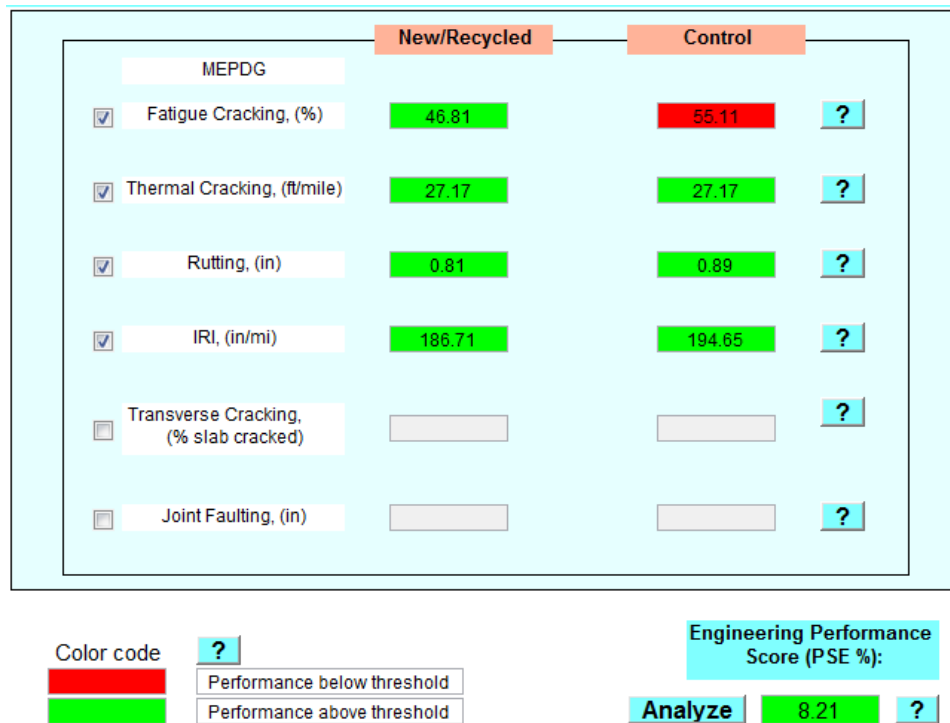 New/Recycled Control
MEPDG
Fatigue Cracking, (%) 46.81 55.11 ?
Thermal Cracking, (ft/mile) 27.17 27.17 ?
Rutting, (in) 0.81 0.89 ?
IRI, (in/mi) 186.71 194.65 ?
Transverse Cracking, ?
(% slab cracked)
Joint Faulting, (in) ?
Color code ?
Performance below threshold
Performance above threshold
Engineering Performance
Score (PSE %):
Analyze 8.21 ?